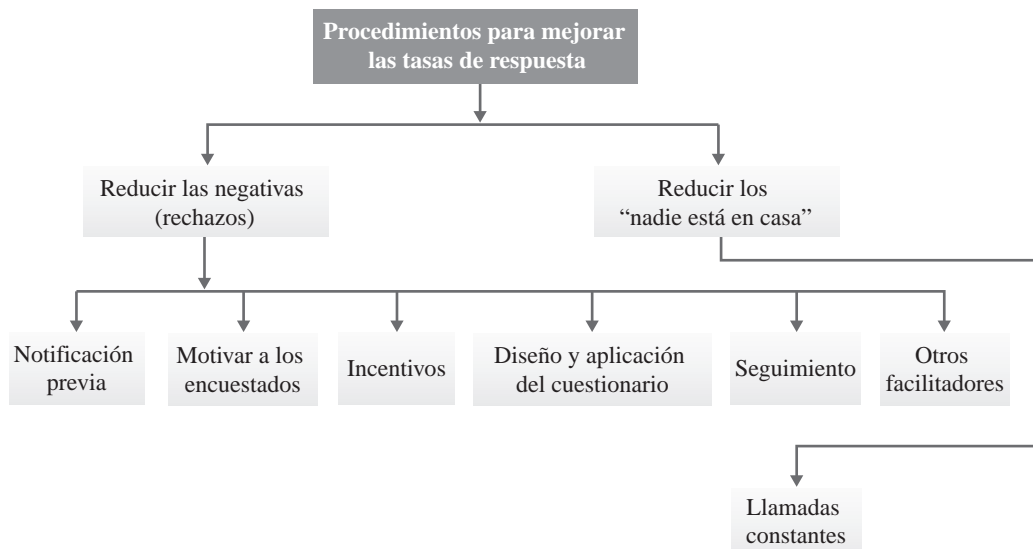 Procedimientos para mejorar
las tasas de respuesta
Reducir las negativas
(rechazos)
Reducir los
“nadie está en casa”
Notificación
previa
Motivar a los
encuestados
Incentivos
Diseño y aplicación
del cuestionario
Seguimiento
Otros
facilitadores
Llamadas
constantes